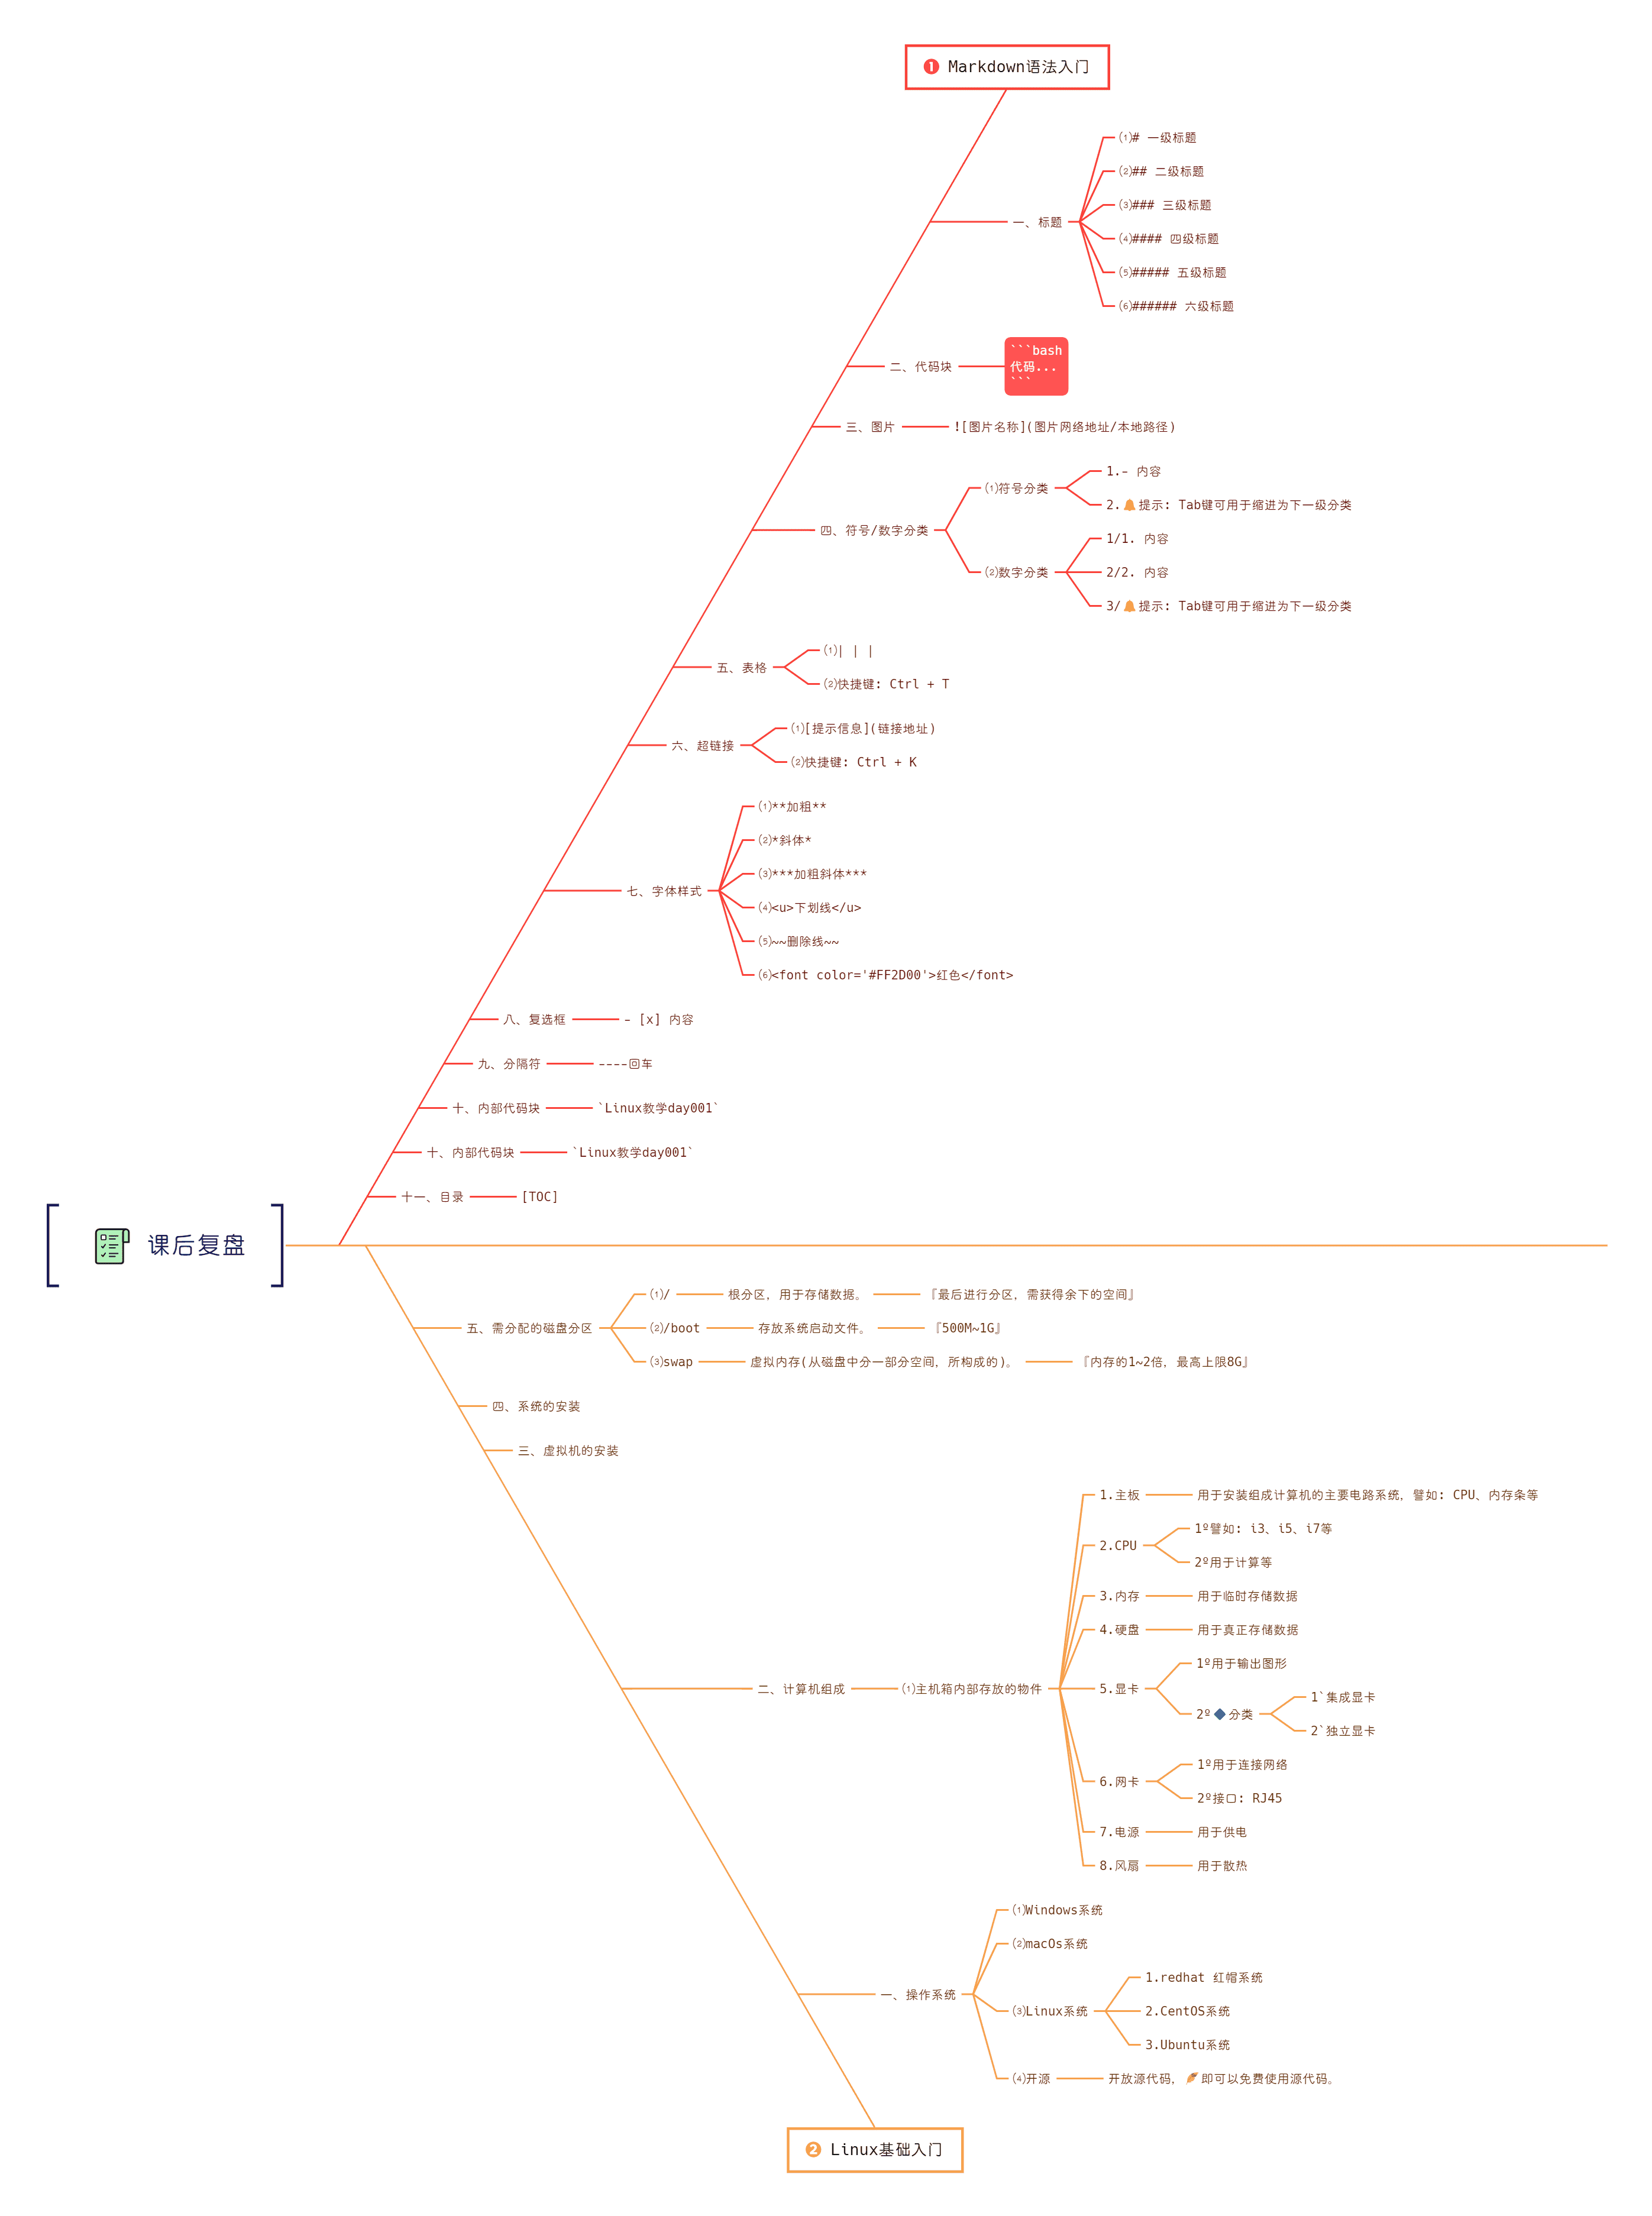 ❶ Markdown语法入门
⑴# 一级标题
⑵## 二级标题
⑶### 三级标题
一、标题
⑷#### 四级标题
⑸##### 五级标题
⑹###### 六级标题
```bash
二、代码块
代码...
```
三、图片
![图片名称](图片网络地址/本地路径)
1.- 内容
⑴符号分类
2.🔔提示: Tab键可用于缩进为下一级分类
四、符号/数字分类
1/1. 内容
⑵数字分类
2/2. 内容
3/🔔提示: Tab键可用于缩进为下一级分类
⑴| | |
五、表格
⑵快捷键: Ctrl + T
⑴[提示信息](链接地址)
六、超链接
⑵快捷键: Ctrl + K
⑴**加粗**
⑵*斜体*
⑶***加粗斜体***
七、字体样式
⑷<u>下划线</u>
⑸~~删除线~~
⑹<font color='#FF2D00'>红色</font>
八、复选框
- [x] 内容
九、分隔符
----回车
十、内部代码块
`Linux教学day001`
十、内部代码块
`Linux教学day001`
十一、目录
[TOC]
课后复盘
⑴/
根分区，用于存储数据。
『最后进行分区，需获得余下的空间』
五、需分配的磁盘分区
⑵/boot
存放系统启动文件。
『500M~1G』
⑶swap
虚拟内存(从磁盘中分一部分空间，所构成的)。
『内存的1~2倍，最高上限8G』
四、系统的安装
三、虚拟机的安装
1.主板
用于安装组成计算机的主要电路系统，譬如: CPU、内存条等
1º譬如: i3、i5、i7等
2.CPU
2º用于计算等
3.内存
用于临时存储数据
4.硬盘
用于真正存储数据
1º用于输出图形
二、计算机组成
⑴主机箱内部存放的物件
5.显卡
1`集成显卡
2º🔷分类
2`独立显卡
1º用于连接网络
6.网卡
2º接口: RJ45
7.电源
用于供电
8.风扇
用于散热
⑴Windows系统
⑵macOs系统
1.redhat 红帽系统
一、操作系统
⑶Linux系统
2.CentOS系统
3.Ubuntu系统
⑷开源
开放源代码，🪶即可以免费使用源代码。
❷ Linux基础入门